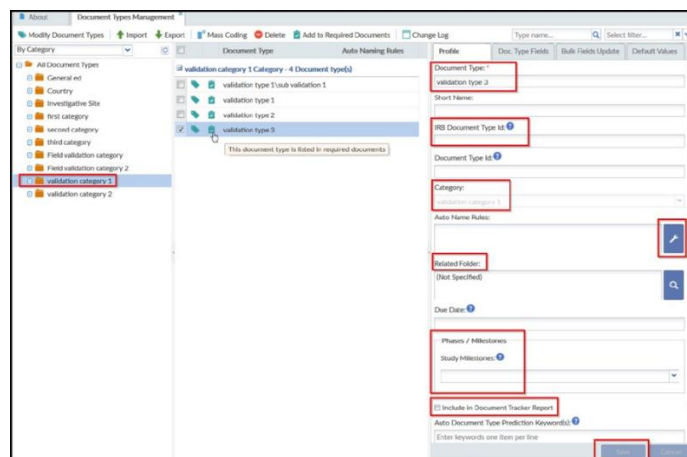 About
Document Types Management
Modify Document Types Import Export Mass Coding Delete Add to Required Documents Change Log Type name... Select filter...
By Category
All Document Types
General ed
Country
Investigative Site
first category
second category
third category
Field validation category
Field validation category 2
validation category 1
validation category 2
Document Type Auto Naming Rules
validation category 1 Category - 4 Document type(s)
validation type 1\sub validation 1
validation type 1
validation type 2
validation type 3
This document type is listed in required documents
Profile Doc. Type Fields Bulk Fields Update Default Values
Document Type: *
validation type 3
Short Name:
IRB Document Type Id:
Document Type Id:
Category:
validation category 1
Auto Name Rules:
Related Folder:
(Not Specified)
Due Date:
Phases / Milestones
Study Milestones:
Include In Document Tracker Report
Auto Document Type Prediction Keyword(s):
Enter keywords one item per line
Save Cancel